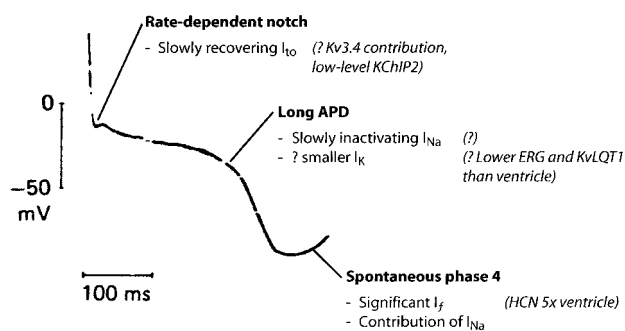 Rate-dependent notch
- Slowly recovering Ito (? Kv3.4 contribution,
low-level KChIP2)
0
Long APD
- Slowly inactivating INa (?)
- ? smaller IK (? Lower ERG and KvLQT1
than ventricle)
−50
mV
Spontaneous phase 4
- Significant If (HCN 5x ventricle)
- Contribution of INa
100 ms